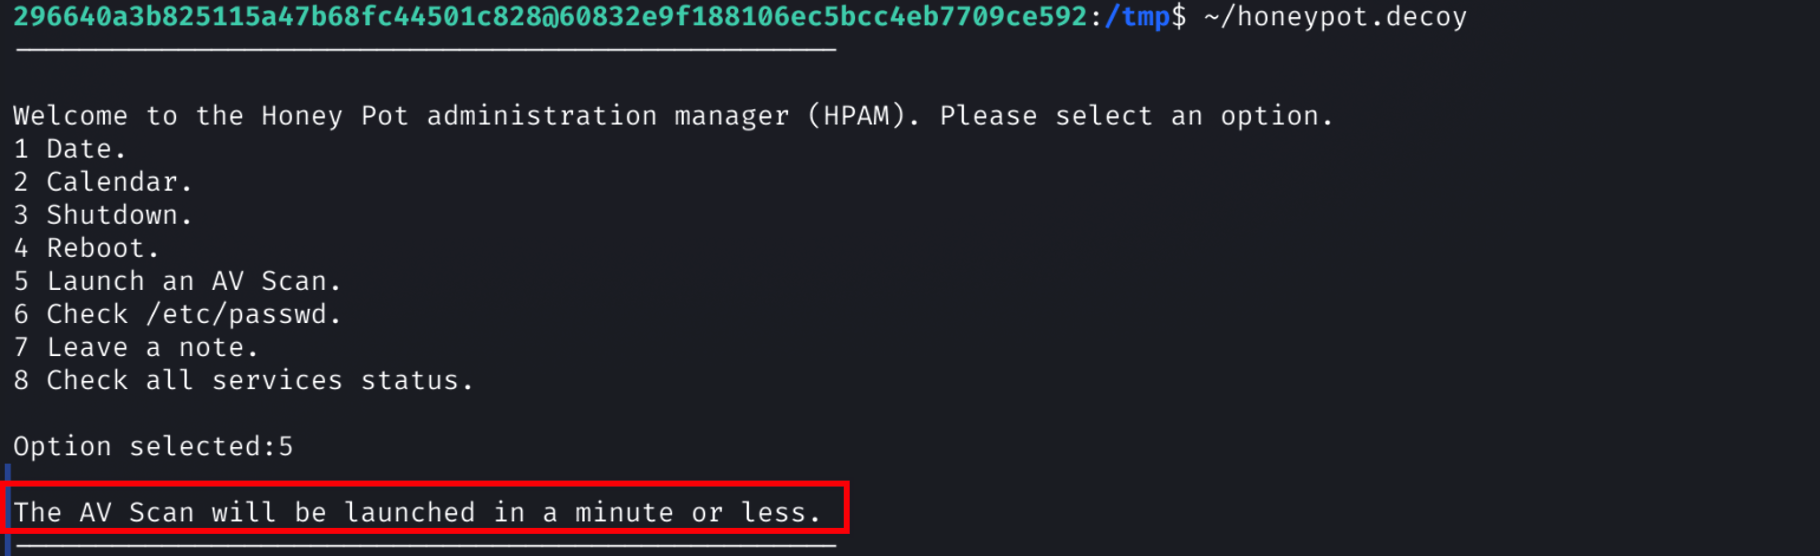 296640a3b825115a47b68fc44501c828@60832e9f188106ec5bcc4eb7709ce592:/tmp$ ~/honeypot.decoy
Welcome to the Honey Pot administration manager (HPAM). Please select an option.
1 Date.
2 Calendar.
3 Shutdown.
4 Reboot.
5 Launch an AV Scan.
6 Check /etc/passwd.
7 Leave a note.
8 Check all services status.
Option selected:5
The AV Scan will be launched in a minute or less.